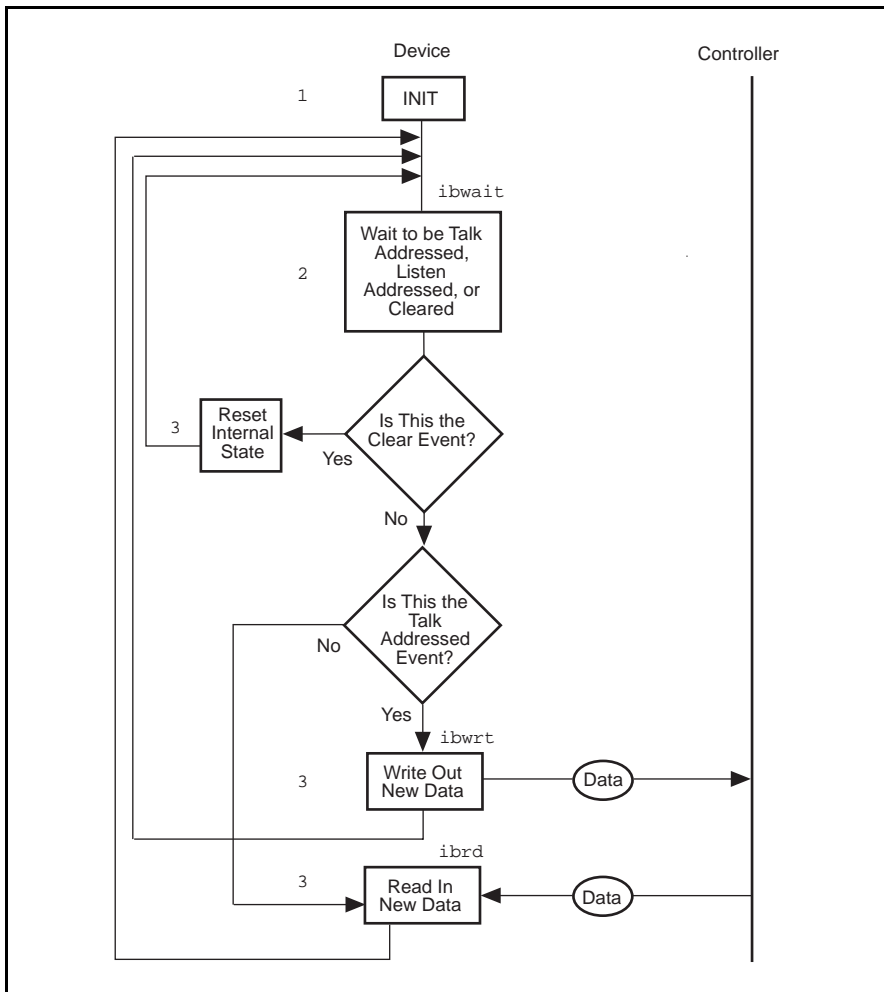 Device
Controller
1
INIT
ibwait
2
Wait to be Talk
Addressed,
Listen
Addressed, or
Cleared
3
Reset
Internal
State
Is This the
Clear Event?
Yes
No
Is This the
Talk
Addressed
Event?
No
Yes
ibwrt
3
Write Out
New Data
Data
ibrd
3
Read In
New Data
Data